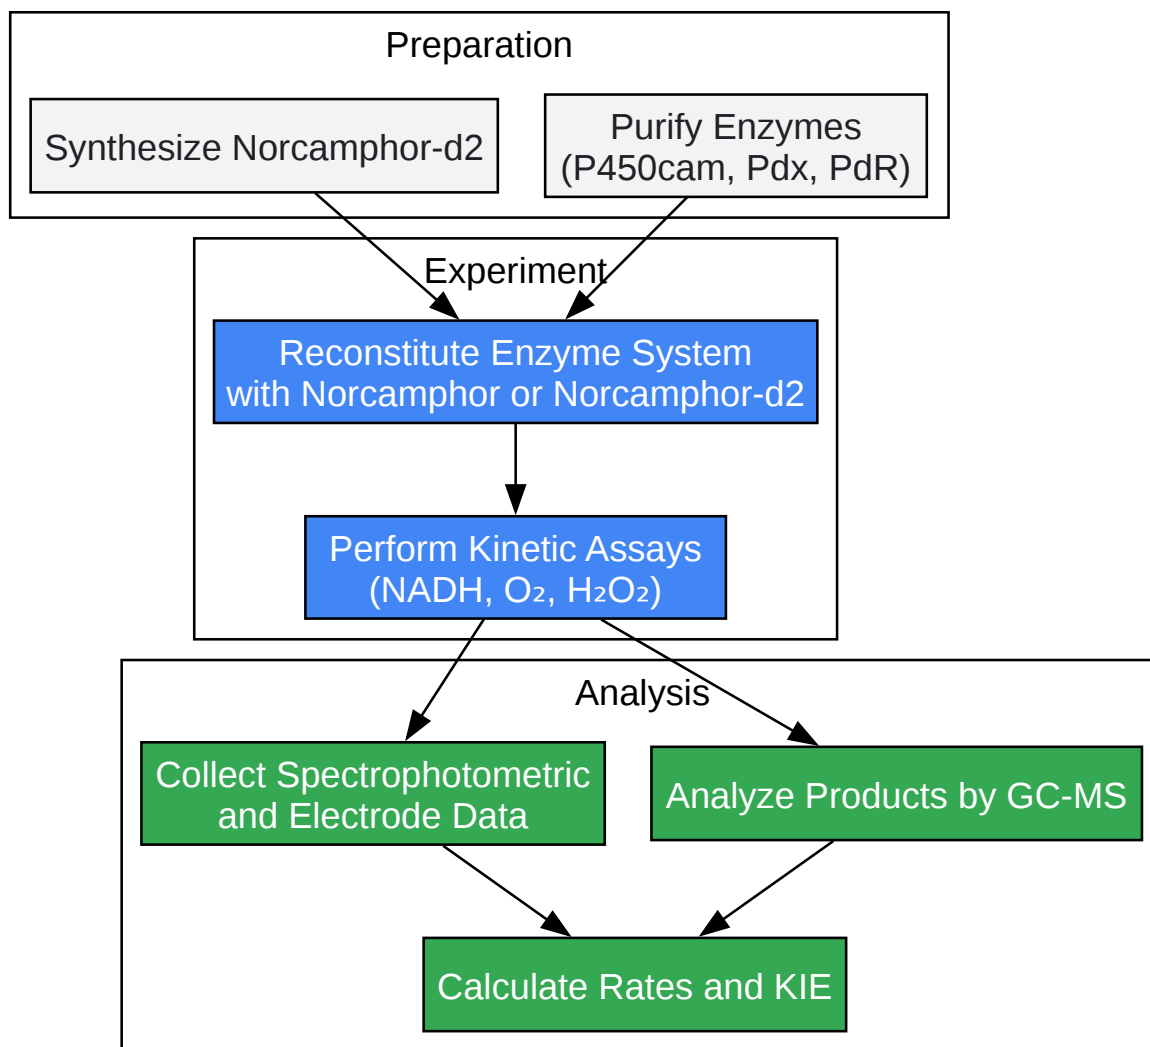 Preparation
Synthesize Norcamphor-d2
Purify Enzymes
(P450cam, Pdx, PdR)
Experiment
Reconstitute Enzyme System
with Norcamphor or Norcamphor-d2
Perform Kinetic Assays
(NADH, O₂, H₂O₂)
Analysis
Collect Spectrophotometric
and Electrode Data
Analyze Products by GC-MS
Calculate Rates and KIE